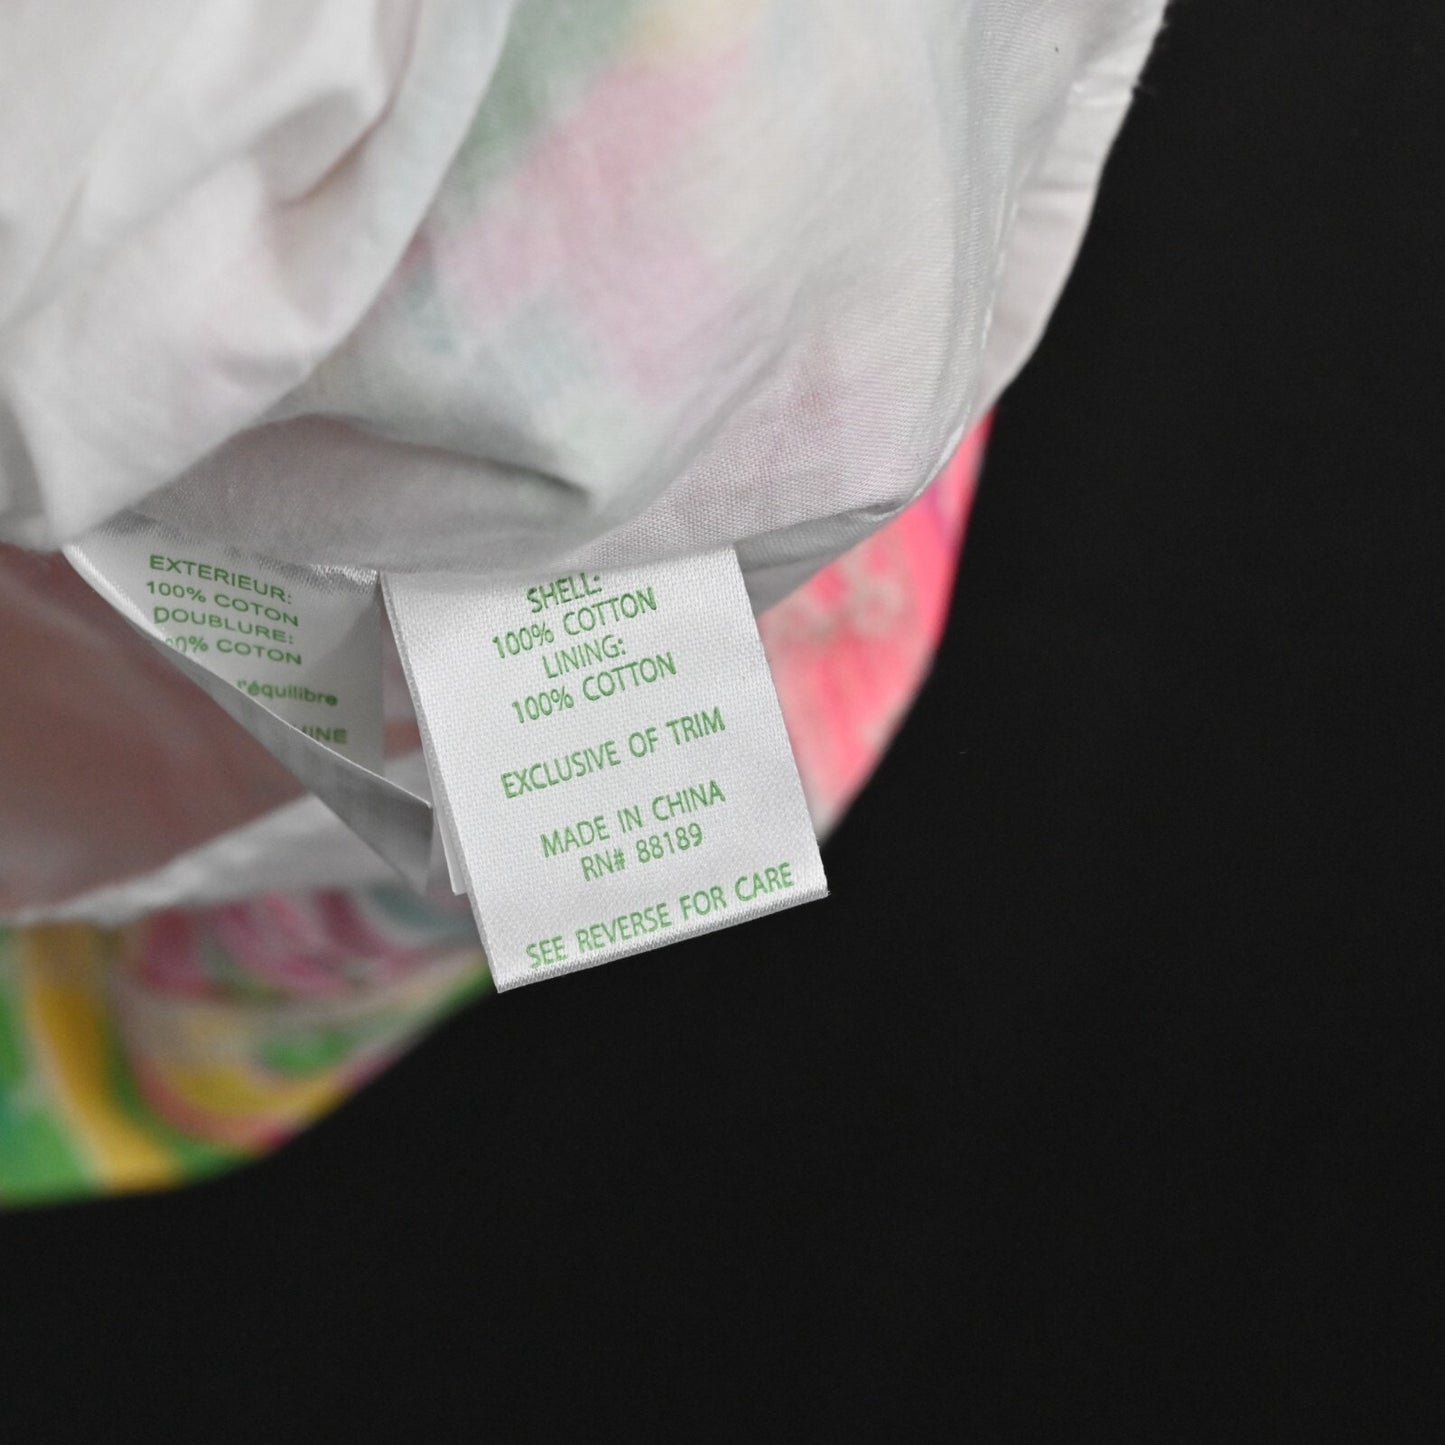 EXTERIEUR:
100% COTON
DOUBLURE:
COTON
l'équilibre
SHELL:
100% COTTON
LINING:
100% COTTON
EXCLUSIVE OF TRIM
MADE IN CHINA
RN# 88189
SEE REVERSE FOR CARE